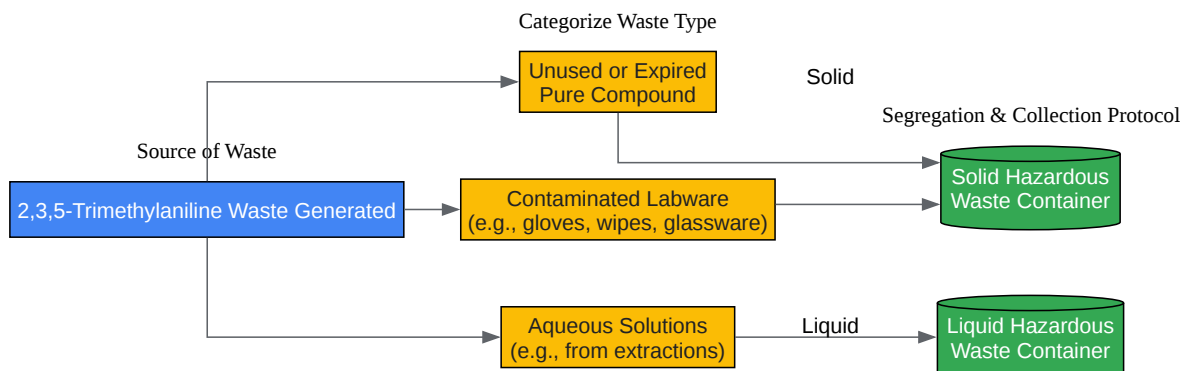 Categorize Waste Type
Unused or Expired
Pure Compound
Solid
Segregation & Collection Protocol
Source of Waste
Solid Hazardous
Waste Container
2,3,5-Trimethylaniline Waste Generated
Contaminated Labware
(e.g., gloves, wipes, glassware)
Aqueous Solutions
(e.g., from extractions)
Liquid
Liquid Hazardous
Waste Container